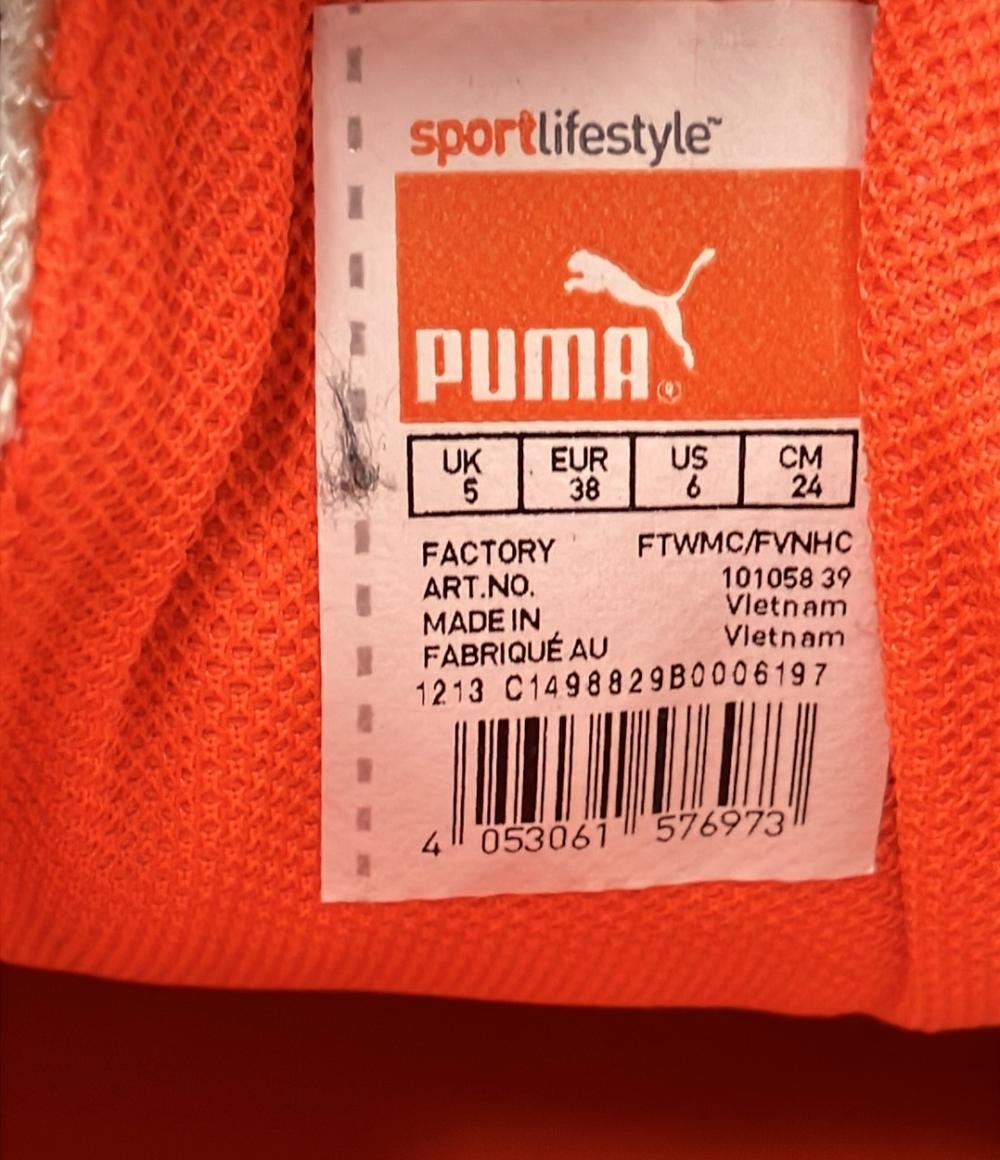 sportlifestyle™
PUMA®
UK EUR US CM
5 38 6 24
FACTORY FTWMC/FVNHC
ART.NO. 101058 39
MADE IN Vietnam
FABRIQUÉ AU Vietnam
1213 C1498829B0006197
4 053061 576973